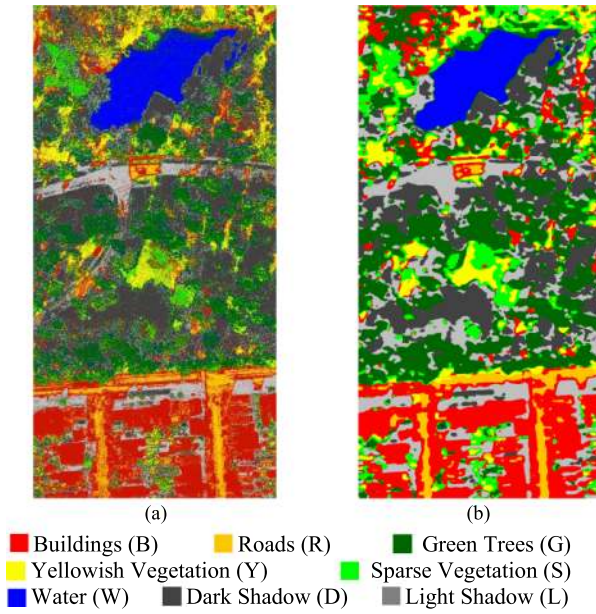 (a) (b)
Buildings (B) Roads (R) Green Trees (G)
Yellowish Vegetation (Y) Sparse Vegetation (S)
Water (W) Dark Shadow (D) Light Shadow (L)